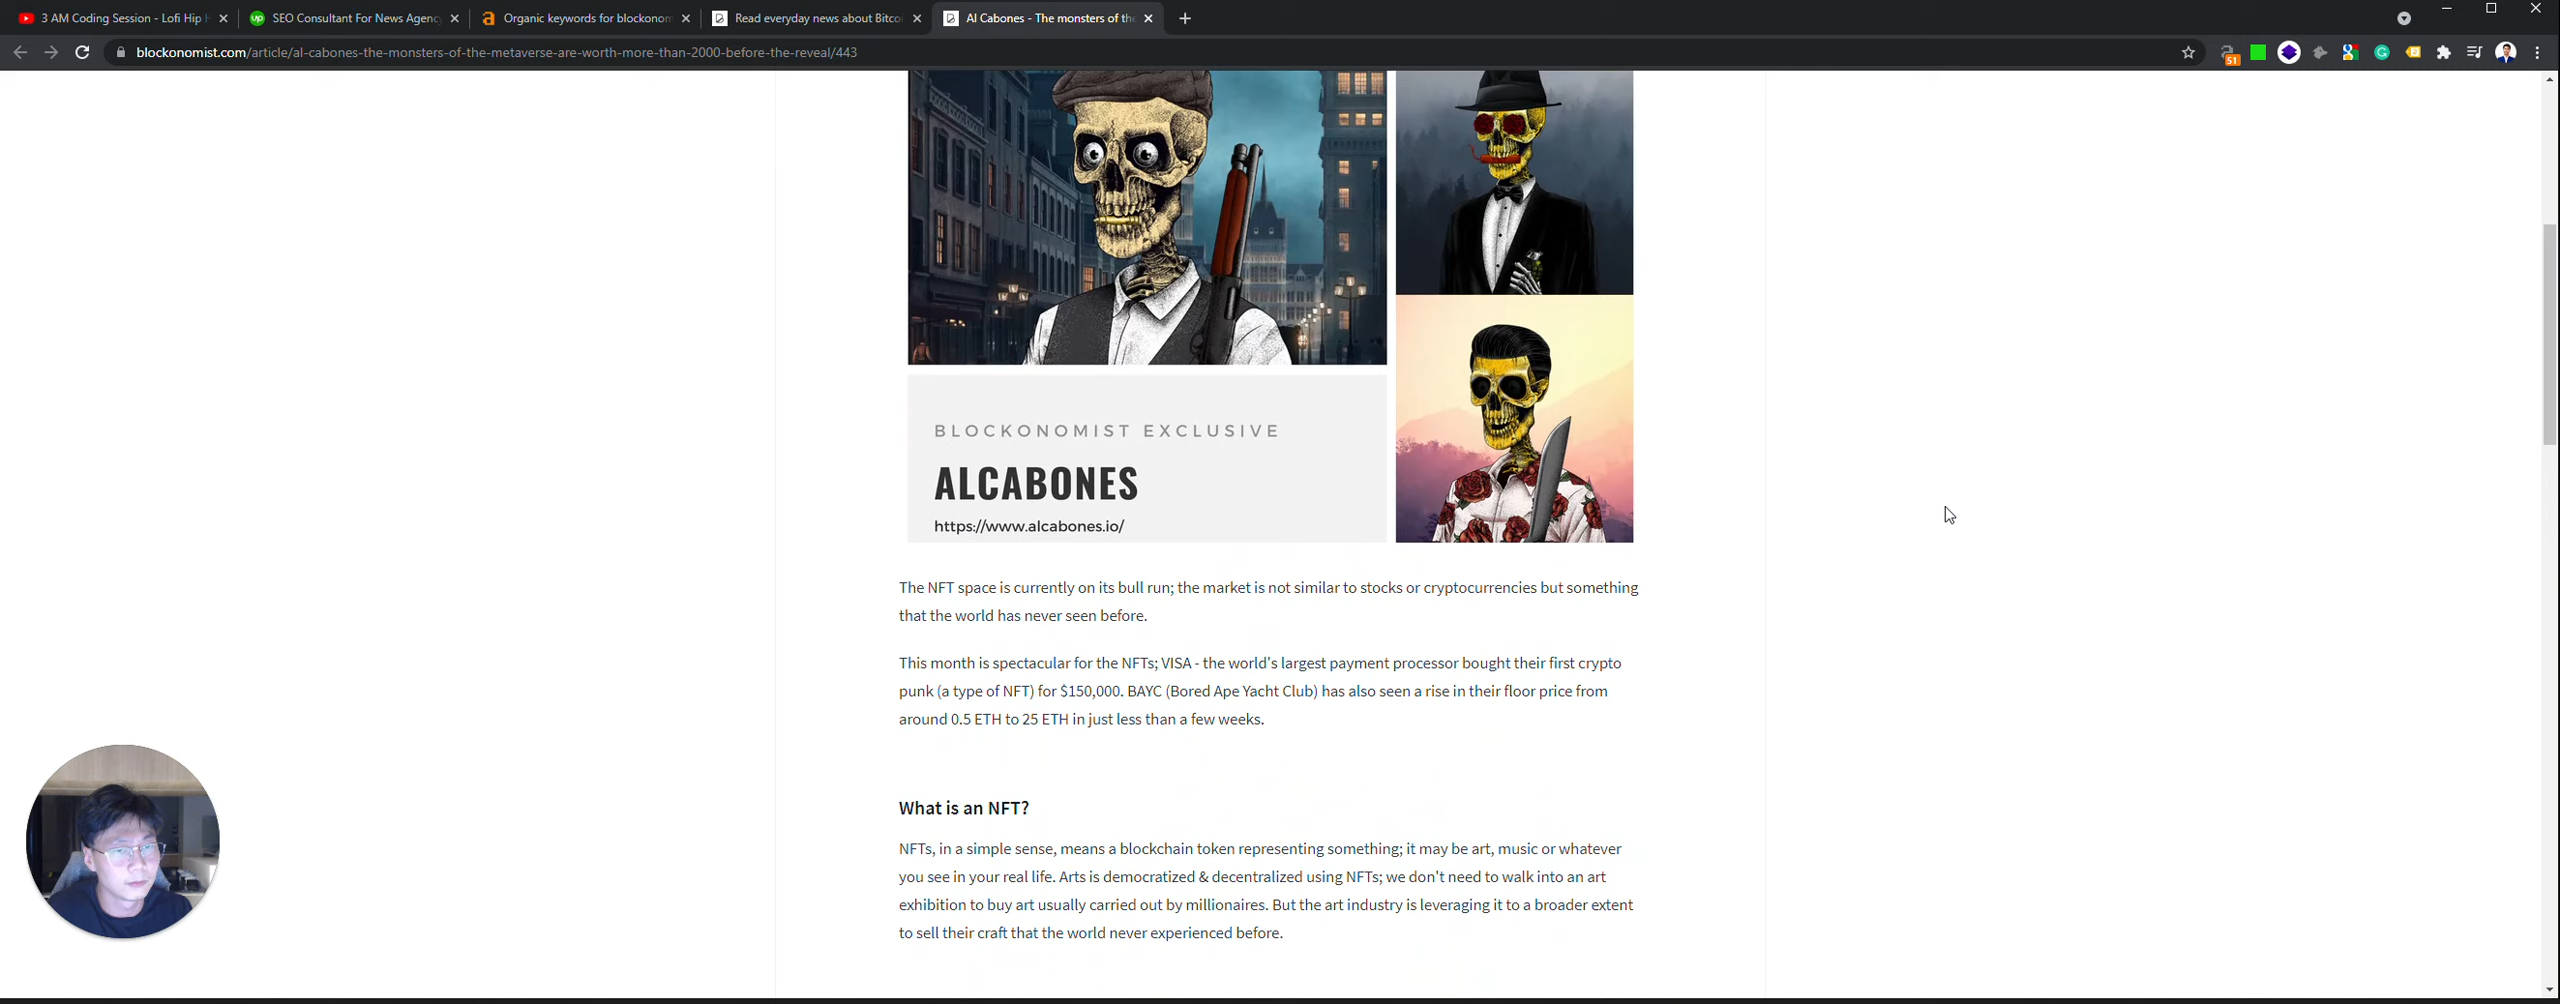 3 AM Coding Session - Lofi Hip H
SEO Consultant For News Agency
Organic keywords for blockonom
Read everyday news about Bitcoi
Al Cabones - The monsters of the
blockonomist.com/article/al-cabones-the-monsters-of-the-metaverse-are-worth-more-than-2000-before-the-reveal/443
51
BLOCKONOMIST EXCLUSIVE
ALCABONES
https://www.alcabones.io/
The NFT space is currently on its bull run; the market is not similar to stocks or cryptocurrencies but something
that the world has never seen before.
This month is spectacular for the NFTs; VISA - the world's largest payment processor bought their first crypto
punk (a type of NFT) for $150,000. BAYC (Bored Ape Yacht Club) has also seen a rise in their floor price from
around 0.5 ETH to 25 ETH in just less than a few weeks.
What is an NFT?
NFTs, in a simple sense, means a blockchain token representing something; it may be art, music or whatever
you see in your real life. Arts is democratized & decentralized using NFTs; we don't need to walk into an art
exhibition to buy art usually carried out by millionaires. But the art industry is leveraging it to a broader extent
to sell their craft that the world never experienced before.